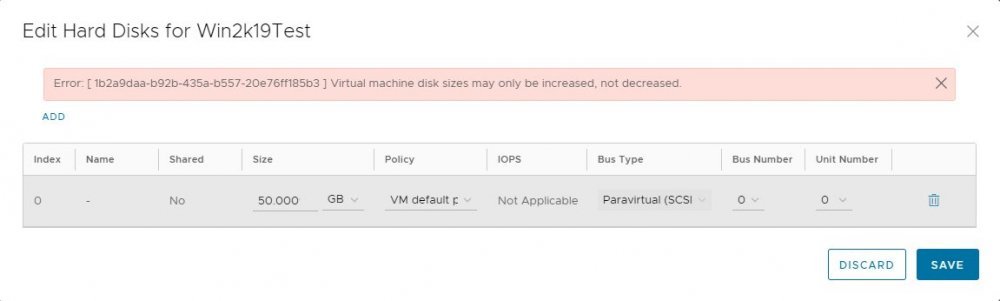 Edit Hard Disks for Win2k19Test
Error: [ 1b2a9daa-b92b-435a-b557-20e76ff185b3 ] Virtual machine disk sizes may only be increased, not decreased.
ADD
Index Name Shared Size Policy IOPS Bus Type Bus Number Unit Number
0 - No 50.000 GB VM default p Not Applicable Paravirtual (SCSI 0 0
DISCARD SAVE